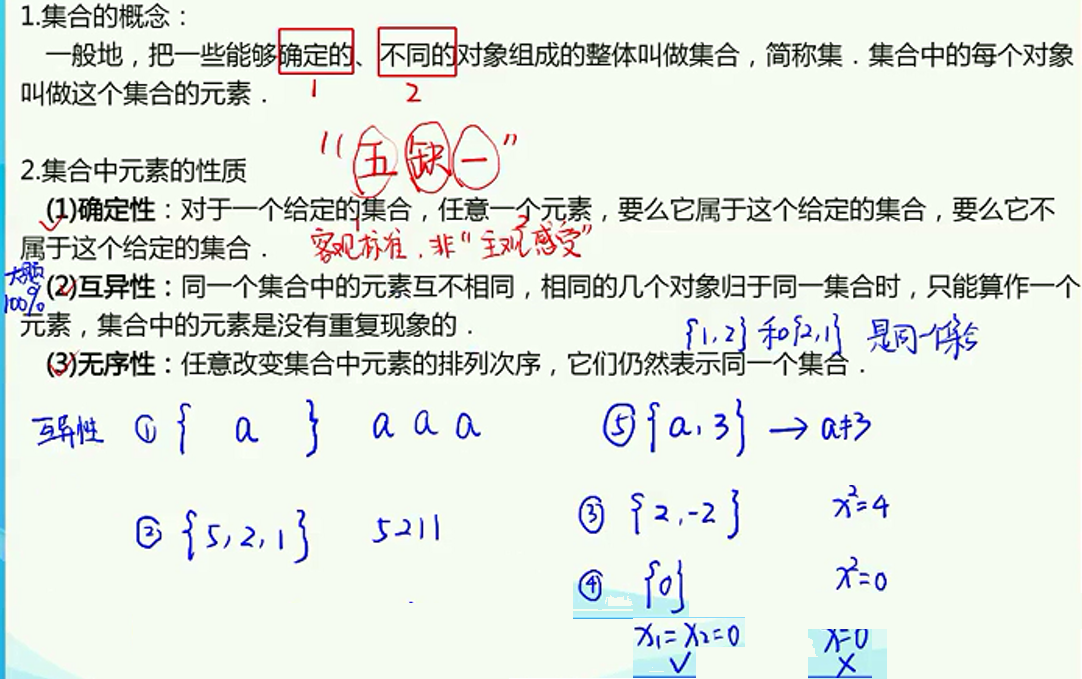 1.集合的概念：
一般地，把一些能够确定的、不同的对象组成的整体叫做集合，简称集．集合中的每个对象
叫做这个集合的元素．
1 2
“五缺一”
2.集合中元素的性质
(1)确定性：对于一个给定的集合，任意一个元素，要么它属于这个给定的集合，要么它不
属于这个给定的集合．
1 2
客观标准，非“主观感受”
大题
100%
(2)互异性：同一个集合中的元素互不相同，相同的几个对象归于同一集合时，只能算作一个
元素，集合中的元素是没有重复现象的．
{1,2} 和{2,1} 是同一个集合
(3)无序性：任意改变集合中元素的排列次序，它们仍然表示同一个集合．
互异性 ① { a } a a a
⑤ {a, 3} → a≠3
② {5, 2, 1} 5211
③ {2, -2} x²=4
④ {0} x²=0
x₁=x₂=0 x=0
✓ ×